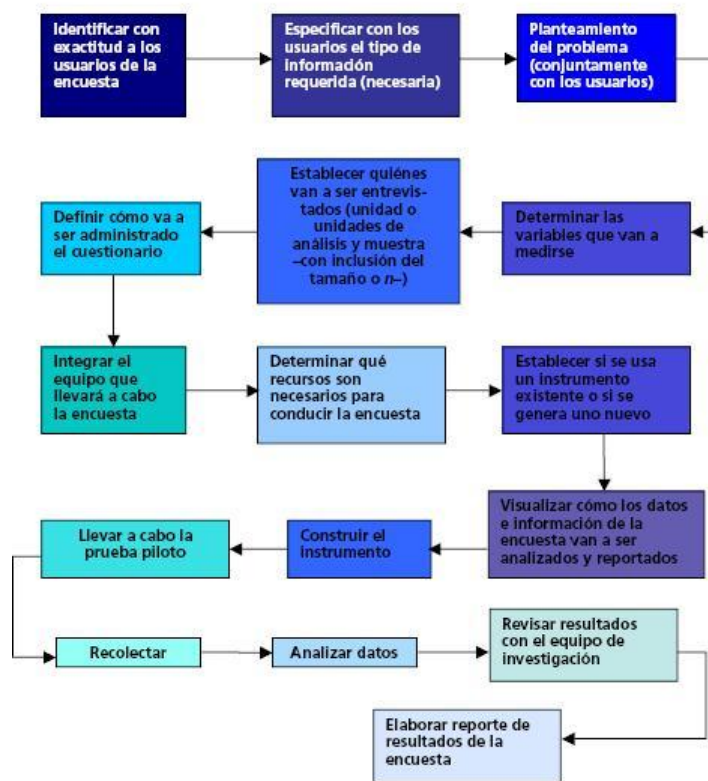 Identificar con
exactitud a los
usuarios de la
encuesta
Especificar con los
usuarios el tipo de
información
requerida (necesaria)
Planteamiento
del problema
(conjuntamente
con los usuarios)
Determinar las
variables que van a
medirse
Establecer quiénes
van a ser entrevis-
tados (unidad o
unidades de
análisis y muestra
–con inclusión del
tamaño o n–)
Definir cómo va a
ser administrado
el cuestionario
Integrar el
equipo que
llevará a cabo
la encuesta
Determinar qué
recursos son
necesarios para
conducir la encuesta
Establecer si se usa
un instrumento
existente o si se
genera uno nuevo
Visualizar cómo los datos
e información de la
encuesta van a ser
analizados y reportados
Construir el
instrumento
Llevar a cabo la
prueba piloto
Recolectar
Analizar datos
Revisar resultados
con el equipo de
investigación
Elaborar reporte de
resultados de la
encuesta